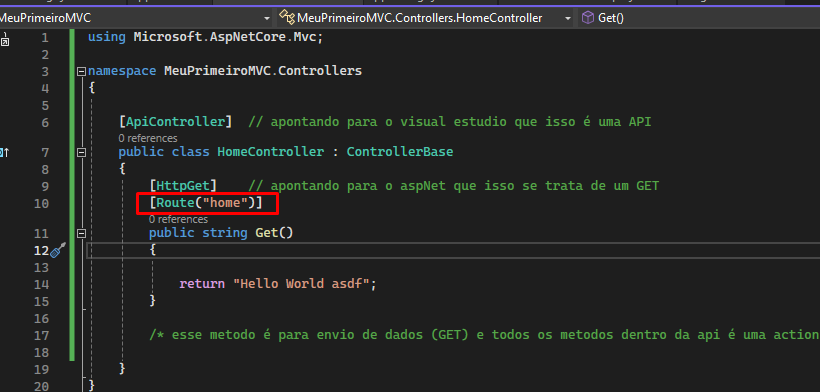 MeuPrimeiroMVC MeuPrimeiroMVC.Controllers.HomeController Get()
1 using Microsoft.AspNetCore.Mvc;
2
3 namespace MeuPrimeiroMVC.Controllers
4 {
5
6 [ApiController] // apontando para o visual estudio que isso é uma API
0 references
7 public class HomeController : ControllerBase
8 {
9 [HttpGet] // apontando para o aspNet que isso se trata de um GET
10 [Route("home")]
0 references
11 public string Get()
12 {
13
14 return "Hello World asdf";
15 }
16
17 /* esse metodo é para envio de dados (GET) e todos os metodos dentro da api é uma action
18
19 }
20 }